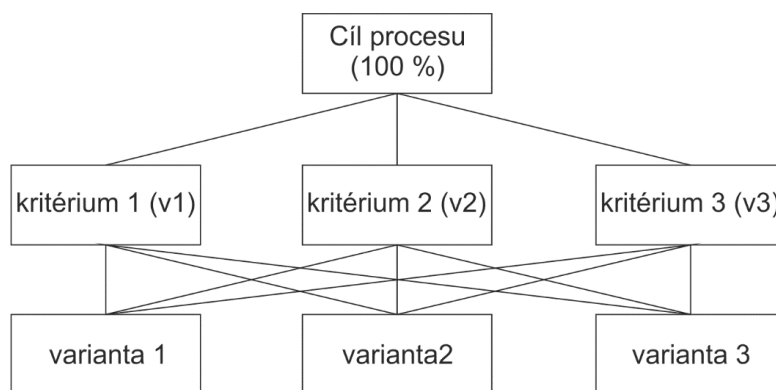 Cíl procesu
(100 %)
kritérium 1 (v1)
kritérium 2 (v2)
kritérium 3 (v3)
varianta 1
varianta2
varianta 3